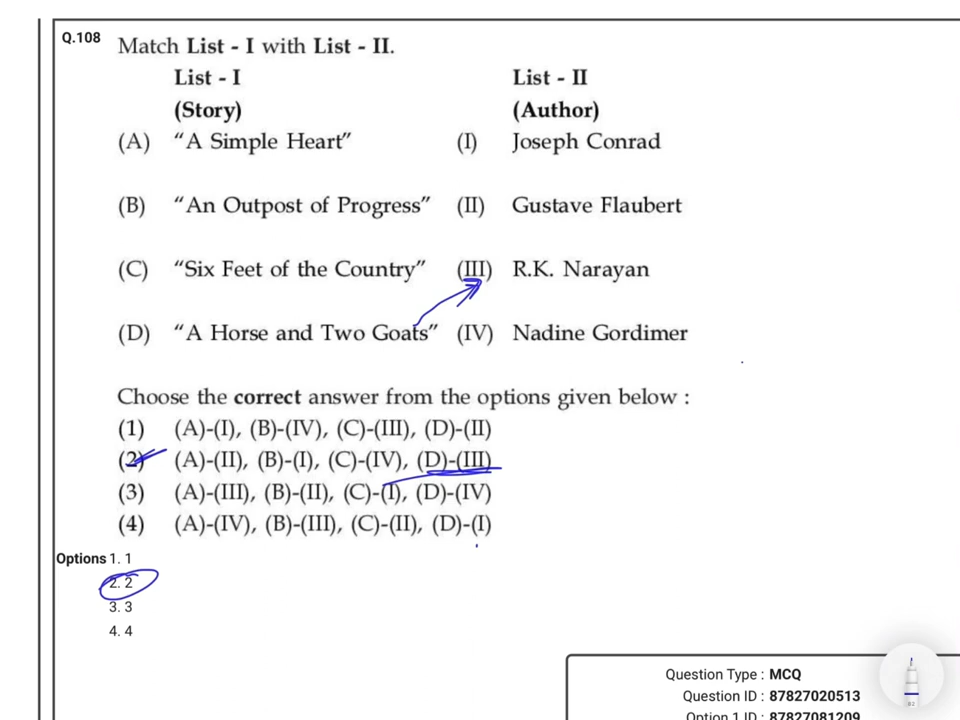 Q.108 Match List - I with List - II.
List - I List - II
(Story) (Author)
(A) “A Simple Heart” (I) Joseph Conrad
(B) “An Outpost of Progress” (II) Gustave Flaubert
(C) “Six Feet of the Country” (III) R.K. Narayan
(D) “A Horse and Two Goats” (IV) Nadine Gordimer
Choose the correct answer from the options given below :
(1) (A)-(I), (B)-(IV), (C)-(III), (D)-(II)
(2) (A)-(II), (B)-(I), (C)-(IV), (D)-(III)
(3) (A)-(III), (B)-(II), (C)-(I), (D)-(IV)
(4) (A)-(IV), (B)-(III), (C)-(II), (D)-(I)
Options 1. 1
2. 2
3. 3
4. 4
Question Type : MCQ
Question ID : 87827020513
Option 1 ID : 87827081209